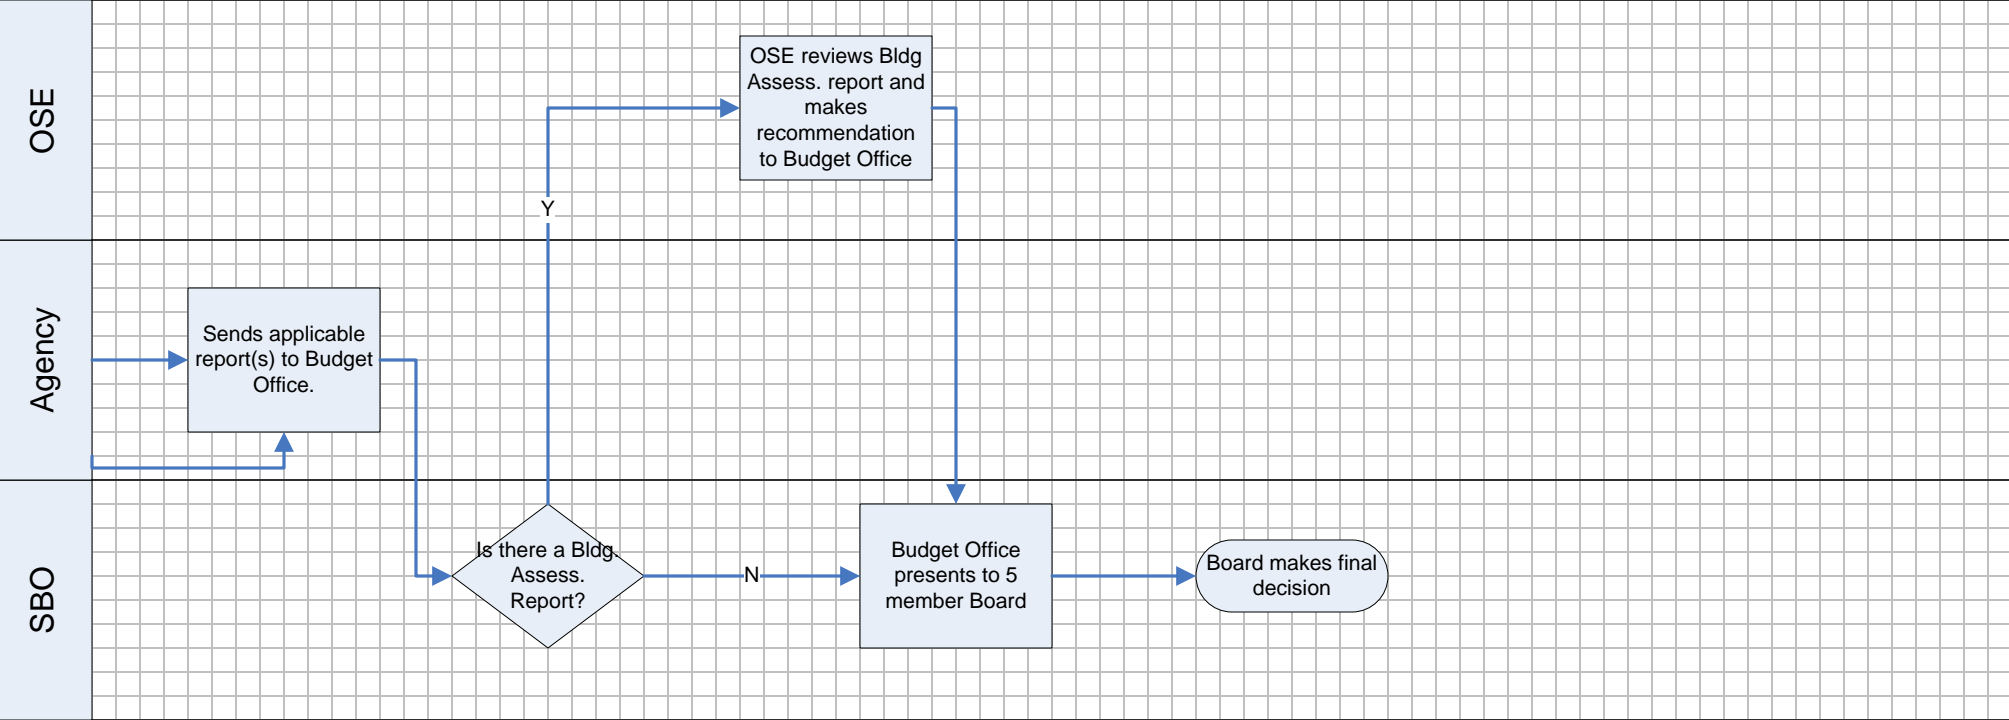 OSE
OSE reviews Bldg
Assess. report and
makes
recommendation
to Budget Office
Y
Agency
Sends applicable
report(s) to Budget
Office.
SBO
Is there a Bldg.
Assess.
Report?
N
Budget Office
presents to 5
member Board
Board makes final
decision